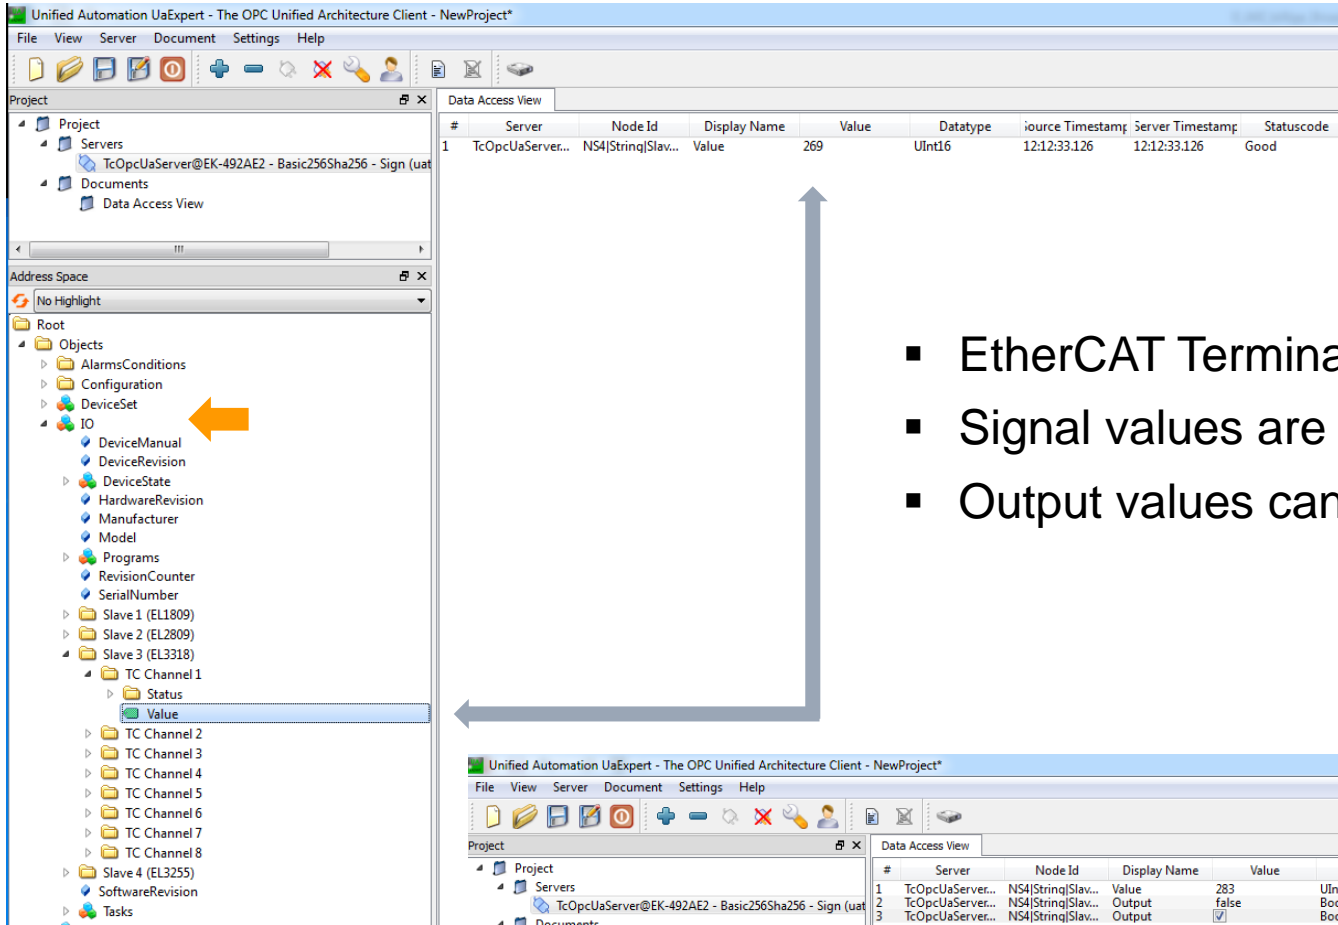 Unified Automation UaExpert - The OPC Unified Architecture Client - NewProject*
File View Server Document Settings Help
Project
Project
Servers
TcOpcUaServer@EK-492AE2 - Basic256Sha256 - Sign (uat
Documents
Data Access View
Address Space
No Highlight
Root
Objects
AlarmsConditions
Configuration
DeviceSet
IO
DeviceManual
DeviceRevision
DeviceState
HardwareRevision
Manufacturer
Model
Programs
RevisionCounter
SerialNumber
Slave 1 (EL1809)
Slave 2 (EL2809)
Slave 3 (EL3318)
TC Channel 1
Status
Value
TC Channel 2
TC Channel 3
TC Channel 4
TC Channel 5
TC Channel 6
TC Channel 7
TC Channel 8
Slave 4 (EL3255)
SoftwareRevision
Tasks
Data Access View
# Server Node Id Display Name Value Datatype ource Timestamp Server Timestamp Statuscode
1 TcOpcUaServer... NS4|String|Slav... Value 269 UInt16 12:12:33.126 12:12:33.126 Good
▪ EtherCAT Termina
▪ Signal values are
▪ Output values can
Unified Automation UaExpert - The OPC Unified Architecture Client - NewProject*
File View Server Document Settings Help
Project
Project
Servers
TcOpcUaServer@EK-492AE2 - Basic256Sha256 - Sign (uat
Documents
Data Access View
# Server Node Id Display Name Value
1 TcOpcUaServer... NS4|String|Slav... Value 283 UIn
2 TcOpcUaServer... NS4|String|Slav... Output false Boo
3 TcOpcUaServer... NS4|String|Slav... Output Boo